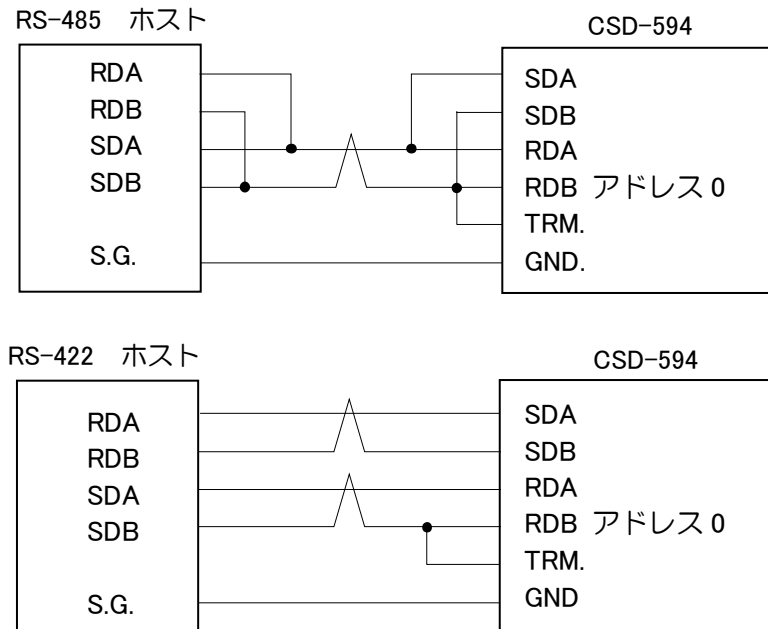 RS-485 ホスト
CSD-594
RDA
RDB
SDA
SDB
S.G.
SDA
SDB
RDA
RDB アドレス0
TRM.
GND.
RS-422 ホスト
CSD-594
RDA
RDB
SDA
SDB
S.G.
SDA
SDB
RDA
RDB アドレス0
TRM.
GND